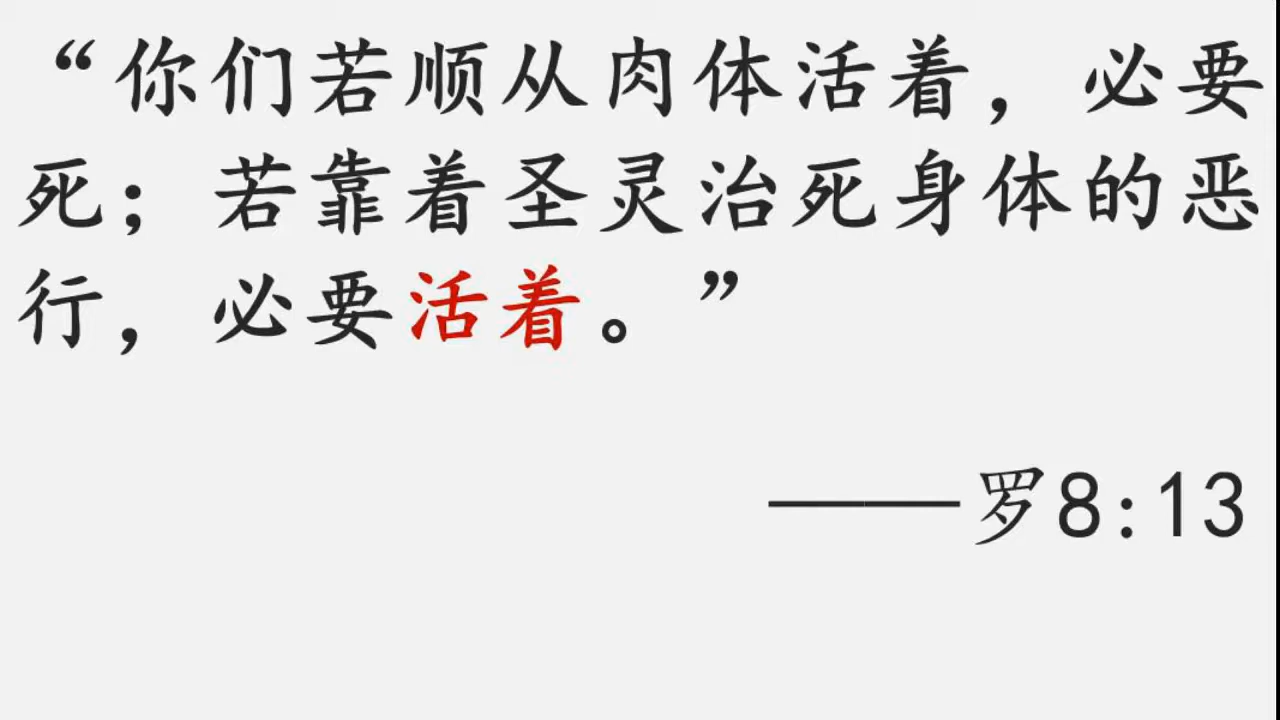 “你们若顺从肉体活着，必要
死；若靠着圣灵治死身体的恶
行，必要活着。”
——罗8:13